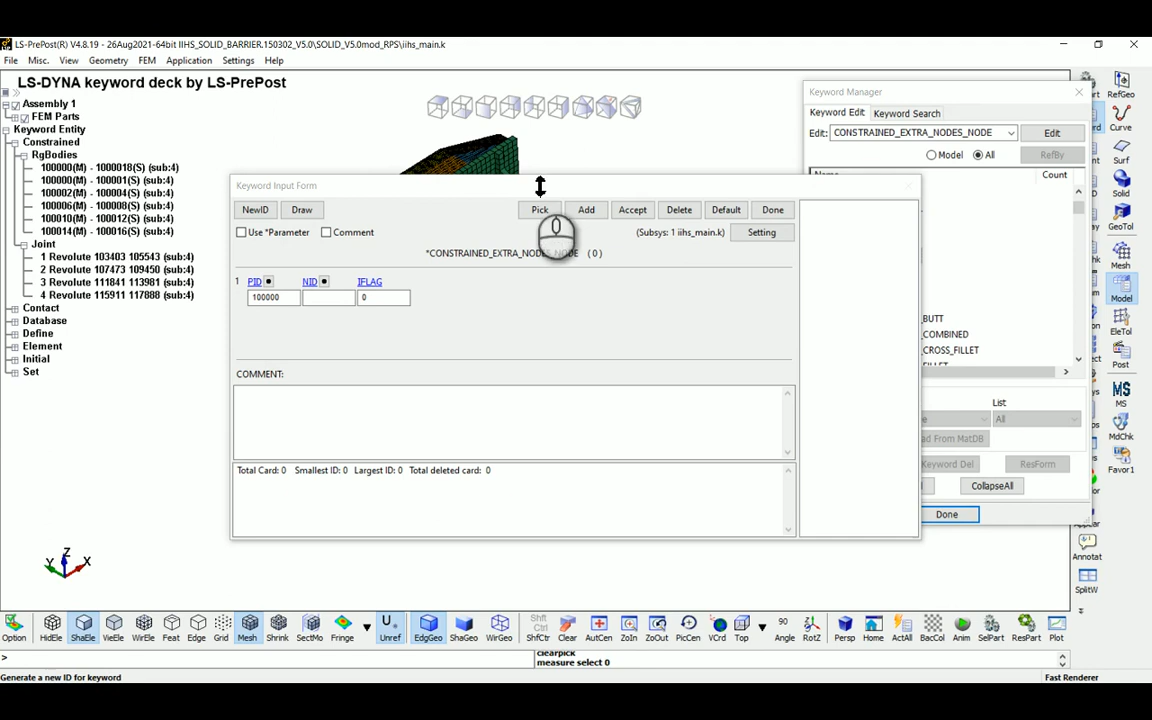 LS-PrePost(R) V4.8.19 - 26Aug2021-64bit IIHS_SOLID_BARRIER.150302_V5.0\SOLID_V5.0mod_RPS\iihs_main.k
File Misc. View Geometry FEM Application Settings Help
LS-DYNA keyword deck by LS-PrePost
Assembly 1
FEM Parts
Keyword Entity
Constrained
RgBodies
100000(M) - 1000018(S) (sub:4)
100000(M) - 100001(S) (sub:4)
100002(M) - 100004(S) (sub:4)
100006(M) - 100008(S) (sub:4)
100010(M) - 100012(S) (sub:4)
100014(M) - 100016(S) (sub:4)
Joint
1 Revolute 103403 105543 (sub:4)
2 Revolute 107473 109450 (sub:4)
3 Revolute 111841 113981 (sub:4)
4 Revolute 115911 117888 (sub:4)
Contact
Database
Define
Element
Initial
Set
Keyword Input Form
NewID Draw Pick Add Accept Delete Default Done
Use *Parameter Comment (Subsys: 1 iihs_main.k) Setting
*CONSTRAINED_EXTRA_NODES_NODE (0)
1 PID NID IFLAG
100000 0
COMMENT:
Total Card: 0 Smallest ID: 0 Largest ID: 0 Total deleted card: 0
Keyword Manager
Keyword Edit Keyword Search
Edit: CONSTRAINED_EXTRA_NODES_NODE Edit
Model All RefBy
Name Count
_BUTT
_COMBINED
_CROSS_FILLET
List
All
ad From MatDB
Keyword Del ResForm
CollapseAll
Done
RefGeo
Curve
Surf
Solid
GeoTol
Mesh
Model
EleTol
Post
MS
MS
MdChk
Favor1
Appear
Annotat
SplitW
Z
Y X
Option HidEle ShaEle VieEle WirEle Feat Edge Grid Mesh Shrink SectMo Fringe Unref EdgGeo ShaGeo WirGeo
Shft
Ctrl
ShfCtr Clear AutCen ZoIn ZoOut PicCen VCrd Top
90
Angle RotZ Persp Home ActAll BacCol Anim SelPart ResPart Plot
>
clearpick
measure select 0
Generate a new ID for keyword
Fast Renderer